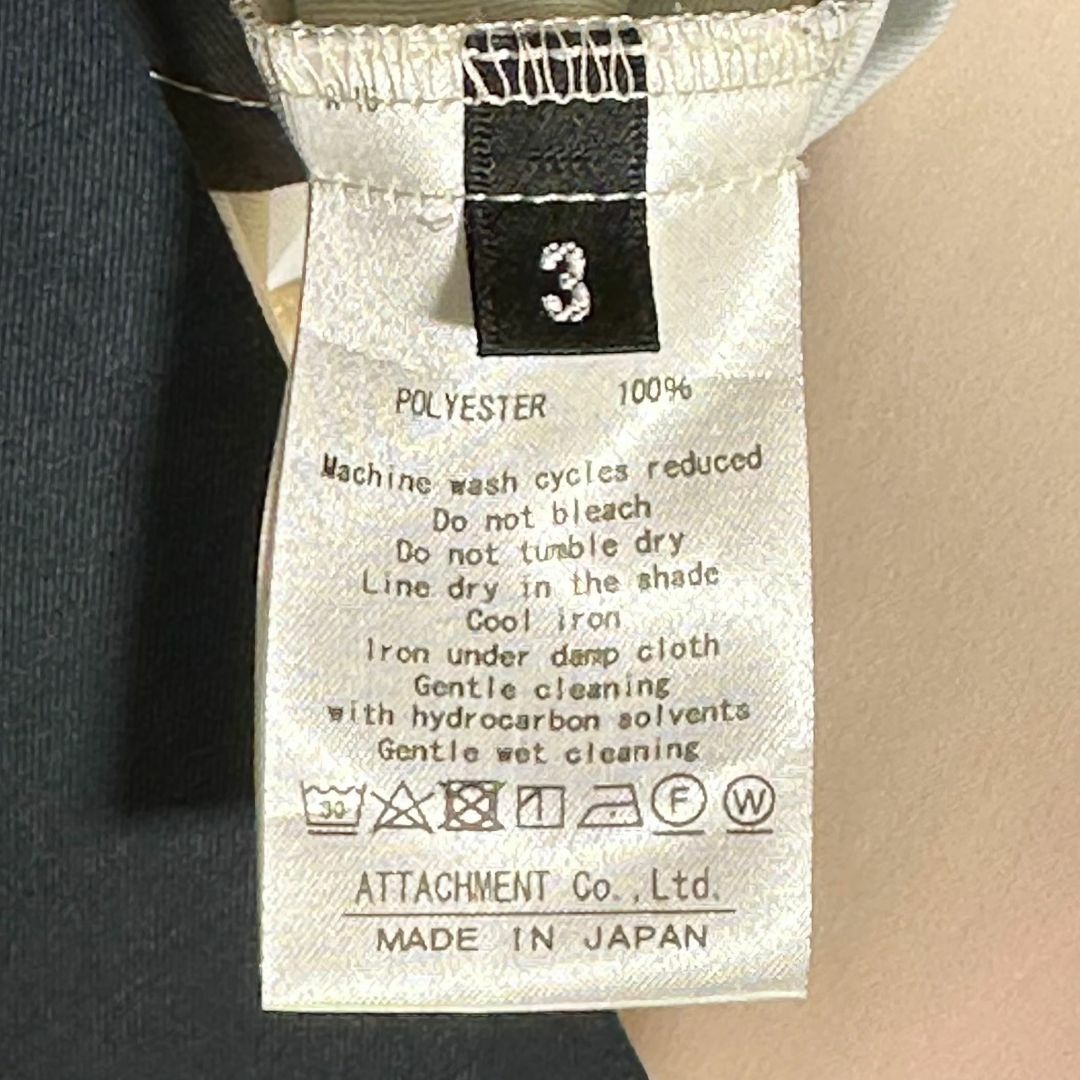 3
POLYESTER 100%
Machine wash cycles reduced
Do not bleach
Do not tumble dry
Line dry in the shade
Cool iron
Iron under damp cloth
Gentle cleaning
with hydrocarbon solvents
Gentle wet cleaning
30 F W
ATTACHMENT Co.,Ltd.
MADE IN JAPAN